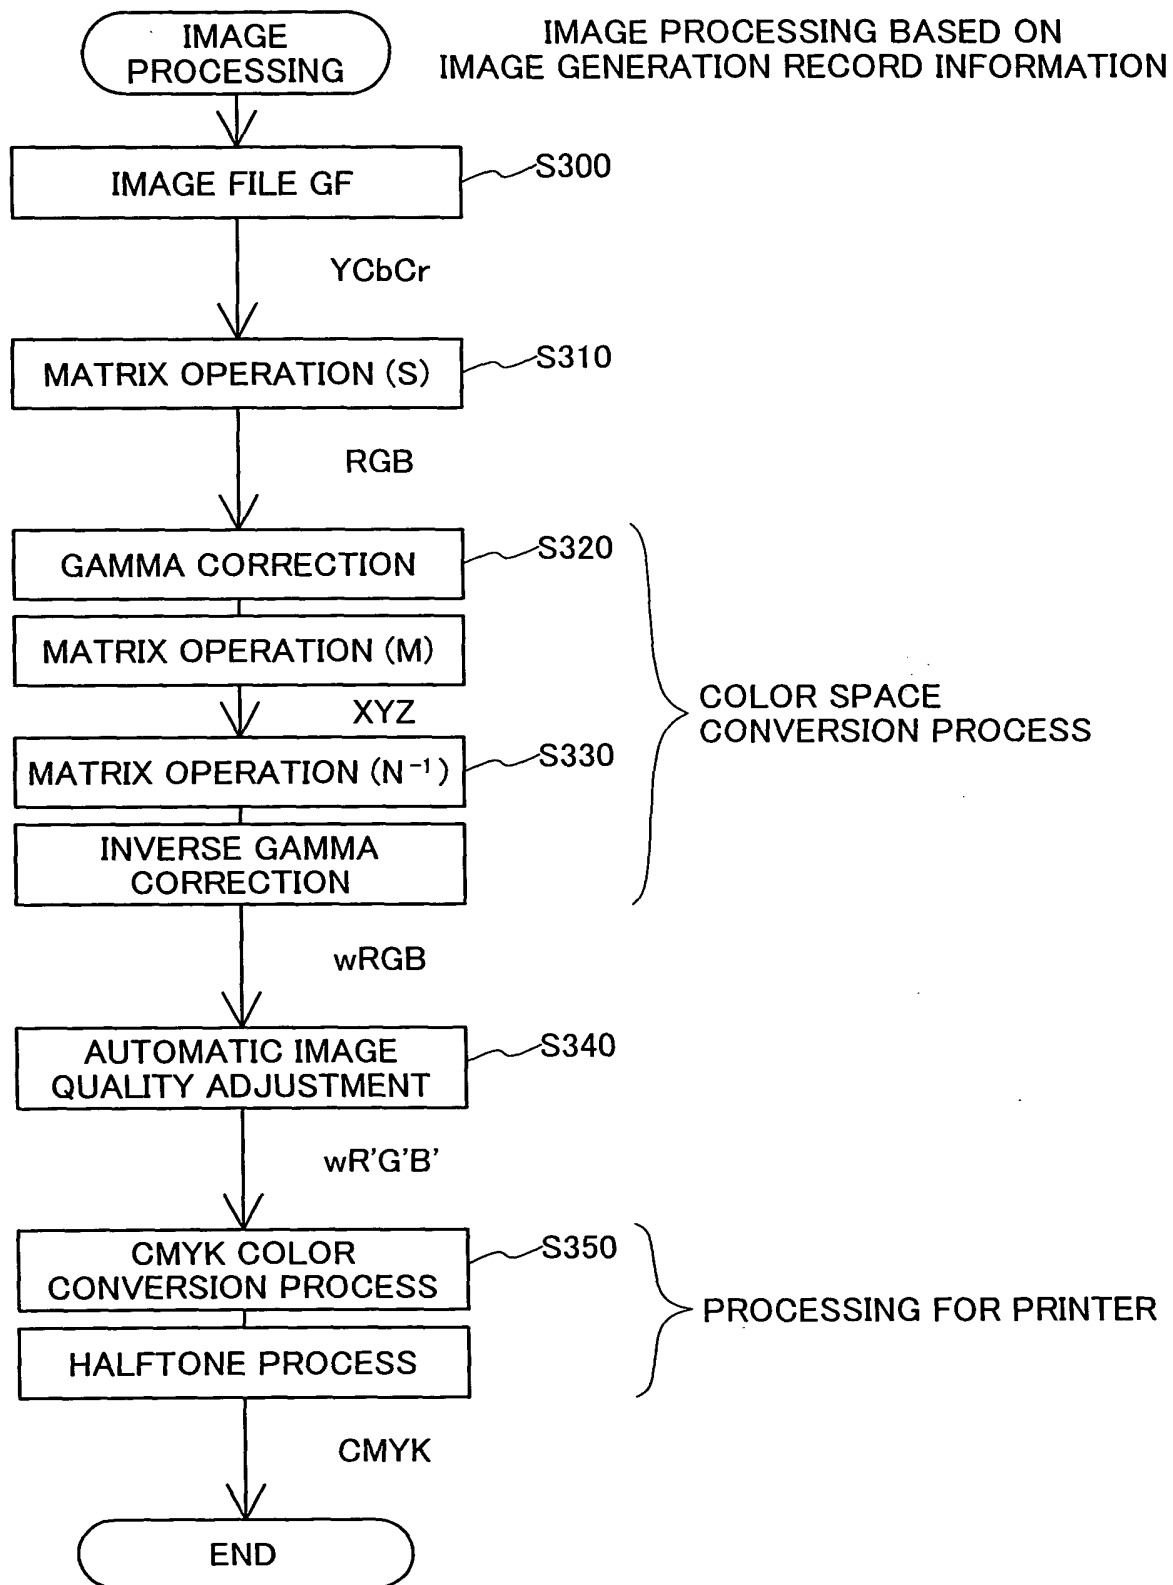 IMAGE
PROCESSING
IMAGE PROCESSING BASED ON
IMAGE GENERATION RECORD INFORMATION
IMAGE FILE GF
S300
YCbCr
MATRIX OPERATION (S)
S310
RGB
GAMMA CORRECTION
S320
MATRIX OPERATION (M)
XYZ
COLOR SPACE
CONVERSION PROCESS
MATRIX OPERATION (N⁻¹)
S330
INVERSE GAMMA
CORRECTION
wRGB
AUTOMATIC IMAGE
QUALITY ADJUSTMENT
S340
wR'G'B'
CMYK COLOR
CONVERSION PROCESS
S350
PROCESSING FOR PRINTER
HALFTONE PROCESS
CMYK
END